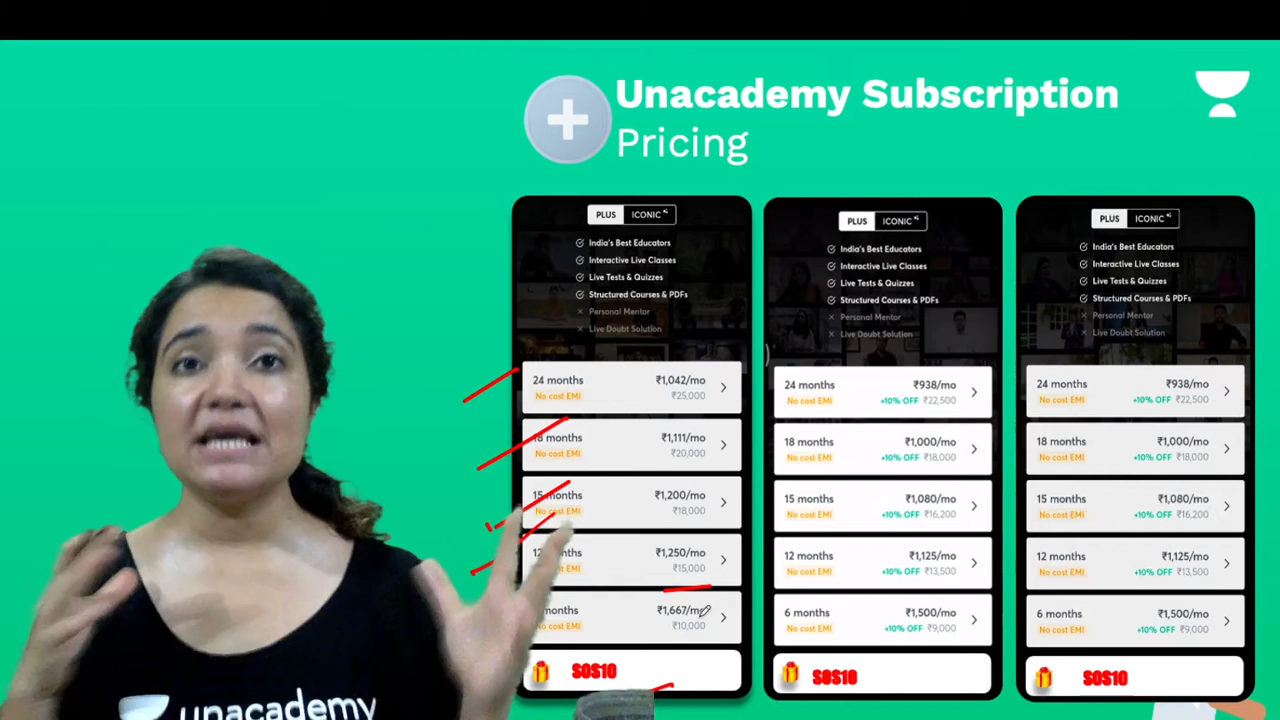 Unacademy Subscription
Pricing
PLUS ICONIC
India's Best Educators
Interactive Live Classes
Live Tests & Quizzes
Structured Courses & PDFs
Personal Mentor
Live Doubt Solution
24 months ₹1,042/mo
No cost EMI ₹25,000
18 months ₹1,111/mo
No cost EMI ₹20,000
15 months ₹1,200/mo
No cost EMI ₹18,000
₹1,250/mo
cost EMI ₹15,000
months ₹1,667/mo
cost EMI ₹10,000
SOS10
PLUS ICONIC
India's Best Educators
Interactive Live Classes
Live Tests & Quizzes
Structured Courses & PDFs
Personal Mentor
Live Doubt Solution
24 months ₹938/mo
No cost EMI +10% OFF ₹22,500
18 months ₹1,000/mo
No cost EMI +10% OFF ₹18,000
15 months ₹1,080/mo
No cost EMI +10% OFF ₹16,200
12 months ₹1,125/mo
No cost EMI +10% OFF ₹13,500
6 months ₹1,500/mo
No cost EMI +10% OFF ₹9,000
SOS10
PLUS ICONIC
India's Best Educators
Interactive Live Classes
Live Tests & Quizzes
Structured Courses & PDFs
Personal Mentor
Live Doubt Solution
24 months ₹938/mo
No cost EMI +10% OFF ₹22,500
18 months ₹1,000/mo
No cost EMI +10% OFF ₹18,000
15 months ₹1,080/mo
No cost EMI +10% OFF ₹16,200
12 months ₹1,125/mo
No cost EMI +10% OFF ₹13,500
6 months ₹1,500/mo
No cost EMI +10% OFF ₹9,000
SOS10
unacademy